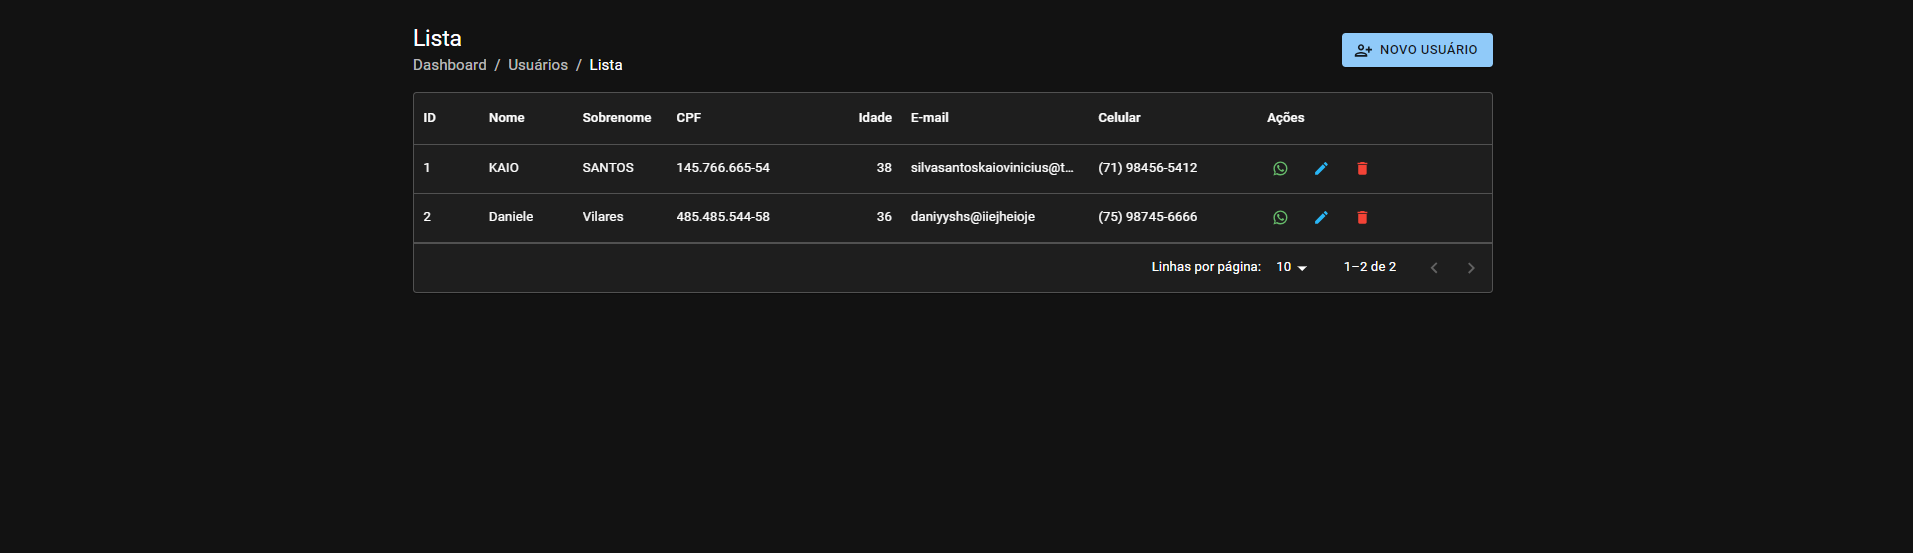 Lista
Dashboard / Usuários / Lista
NOVO USUÁRIO
ID Nome Sobrenome CPF Idade E-mail Celular Ações
1 KAIO SANTOS 145.766.665-54 38 silvasantoskaiovinicius@t... (71) 98456-5412
2 Daniele Vilares 485.485.544-58 36 daniyyshs@iiejheioje (75) 98745-6666
Linhas por página: 10 1–2 de 2